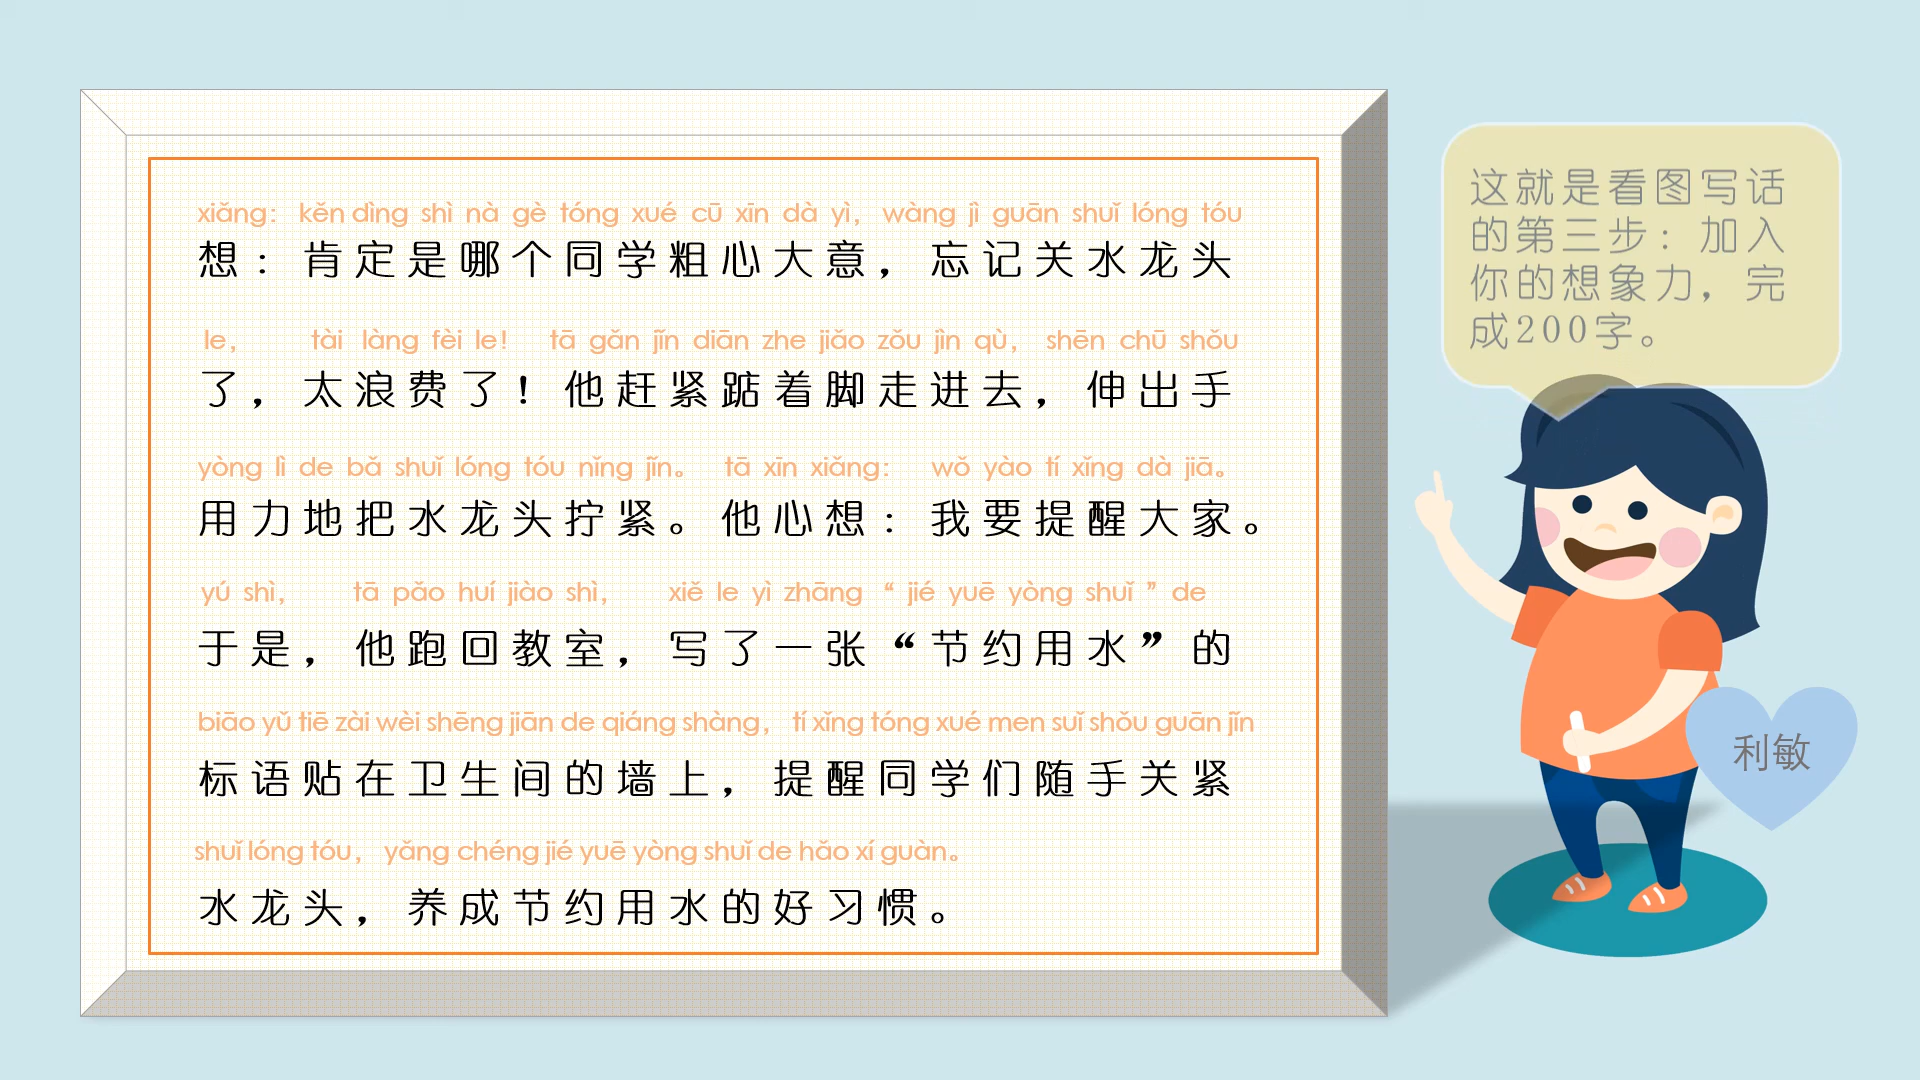 xiǎng： kěn dìng shì nà gè tóng xué cū xīn dà yì， wàng jì guān shuǐ lóng tóu
想：肯定是哪个同学粗心大意，忘记关水龙头
le， tài làng fèi le！ tā gǎn jǐn diān zhe jiǎo zǒu jìn qù， shēn chū shǒu
了，太浪费了！他赶紧踮着脚走进去，伸出手
yòng lì de bǎ shuǐ lóng tóu nǐng jǐn。 tā xīn xiǎng： wǒ yào tí xǐng dà jiā。
用力地把水龙头拧紧。他心想：我要提醒大家。
yú shì， tā pǎo huí jiào shì， xiě le yì zhāng “ jié yuē yòng shuǐ ” de
于是，他跑回教室，写了一张“节约用水”的
biāo yǔ tiē zài wèi shēng jiān de qiáng shàng， tí xǐng tóng xué men suǐ shǒu guān jǐn
标语贴在卫生间的墙上，提醒同学们随手关紧
shuǐ lóng tóu， yǎng chéng jié yuē yòng shuǐ de hǎo xí guàn。
水龙头，养成节约用水的好习惯。
这就是看图写话
的第三步：加入
你的想象力，完
成200字。
利敏